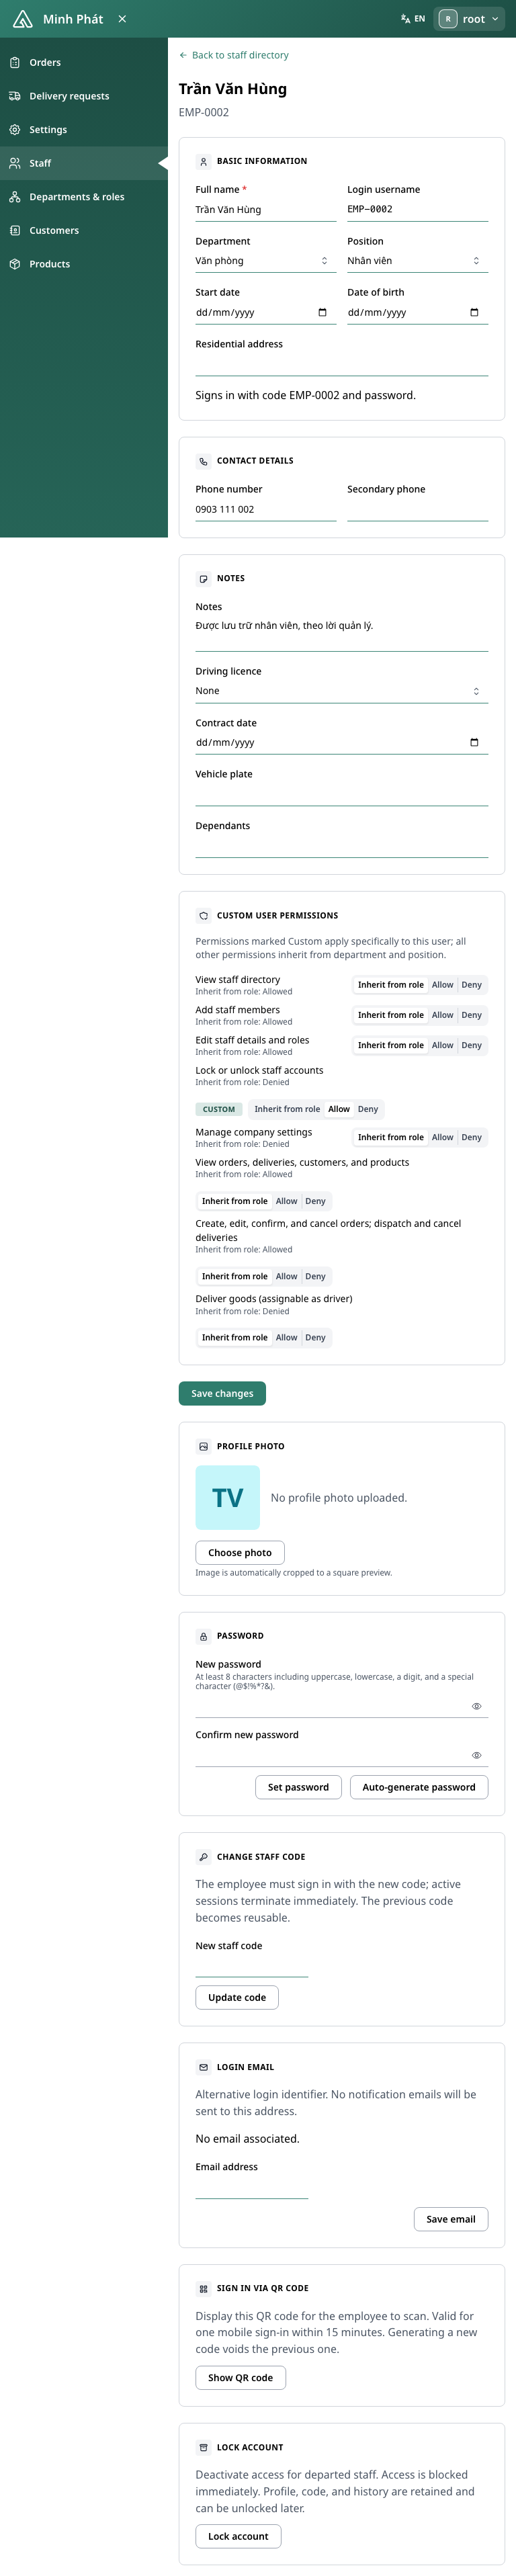 Minh Phát
EN
R
root
Orders
Delivery requests
Settings
Staff
Departments & roles
Customers
Products
Back to staff directory
Trần Văn Hùng
EMP-0002
BASIC INFORMATION
Full name *
Login username
Trần Văn Hùng
EMP-0002
Department
Position
Văn phòng
Nhân viên
Start date
Date of birth
dd/mm/yyyy
dd/mm/yyyy
Residential address
Signs in with code EMP-0002 and password.
CONTACT DETAILS
Phone number
Secondary phone
0903 111 002
NOTES
Notes
Được lưu trữ nhân viên, theo lời quản lý.
Driving licence
None
Contract date
dd/mm/yyyy
Vehicle plate
Dependants
CUSTOM USER PERMISSIONS
Permissions marked Custom apply specifically to this user; all
other permissions inherit from department and position.
View staff directory
Inherit from role: Allowed
Inherit from role Allow Deny
Add staff members
Inherit from role: Allowed
Inherit from role Allow Deny
Edit staff details and roles
Inherit from role: Allowed
Inherit from role Allow Deny
Lock or unlock staff accounts
Inherit from role: Denied
CUSTOM Inherit from role Allow Deny
Manage company settings
Inherit from role: Denied
Inherit from role Allow Deny
View orders, deliveries, customers, and products
Inherit from role: Allowed
Inherit from role Allow Deny
Create, edit, confirm, and cancel orders; dispatch and cancel
deliveries
Inherit from role: Allowed
Inherit from role Allow Deny
Deliver goods (assignable as driver)
Inherit from role: Denied
Inherit from role Allow Deny
Save changes
PROFILE PHOTO
TV
No profile photo uploaded.
Choose photo
Image is automatically cropped to a square preview.
PASSWORD
New password
At least 8 characters including uppercase, lowercase, a digit, and a special
character (@$!%*?&).
Confirm new password
Set password
Auto-generate password
CHANGE STAFF CODE
The employee must sign in with the new code; active
sessions terminate immediately. The previous code
becomes reusable.
New staff code
Update code
LOGIN EMAIL
Alternative login identifier. No notification emails will be
sent to this address.
No email associated.
Email address
Save email
SIGN IN VIA QR CODE
Display this QR code for the employee to scan. Valid for
one mobile sign-in within 15 minutes. Generating a new
code voids the previous one.
Show QR code
LOCK ACCOUNT
Deactivate access for departed staff. Access is blocked
immediately. Profile, code, and history are retained and
can be unlocked later.
Lock account